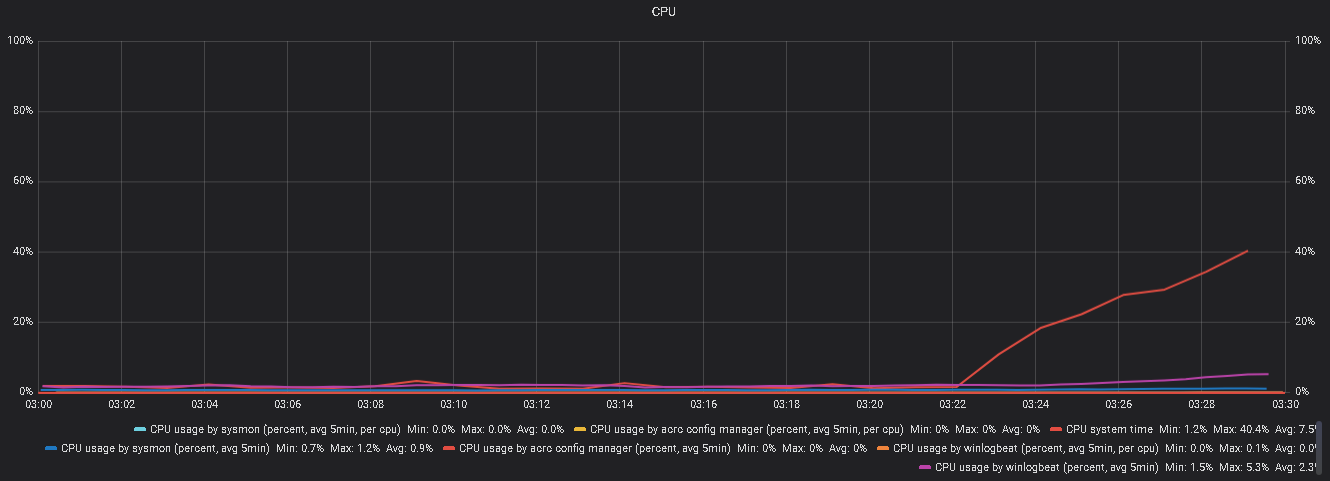 CPU
100% 100%
80% 80%
60% 60%
40% 40%
20% 20%
0% 0%
03:00 03:02 03:04 03:06 03:08 03:10 03:12 03:14 03:16 03:18 03:20 03:22 03:24 03:26 03:28 03:30
CPU usage by sysmon (percent, avg 5min, per cpu) Min: 0.0% Max: 0.0% Avg: 0.0% CPU usage by acrc config manager (percent, avg 5min, per cpu) Min: 0% Max: 0% Avg: 0% CPU system time Min: 1.2% Max: 40.4% Avg: 7.5%
CPU usage by sysmon (percent, avg 5min) Min: 0.7% Max: 1.2% Avg: 0.9% CPU usage by acrc config manager (percent, avg 5min) Min: 0% Max: 0% Avg: 0% CPU usage by winlogbeat (percent, avg 5min, per cpu) Min: 0.0% Max: 0.1% Avg: 0.0%
CPU usage by winlogbeat (percent, avg 5min) Min: 1.5% Max: 5.3% Avg: 2.3%